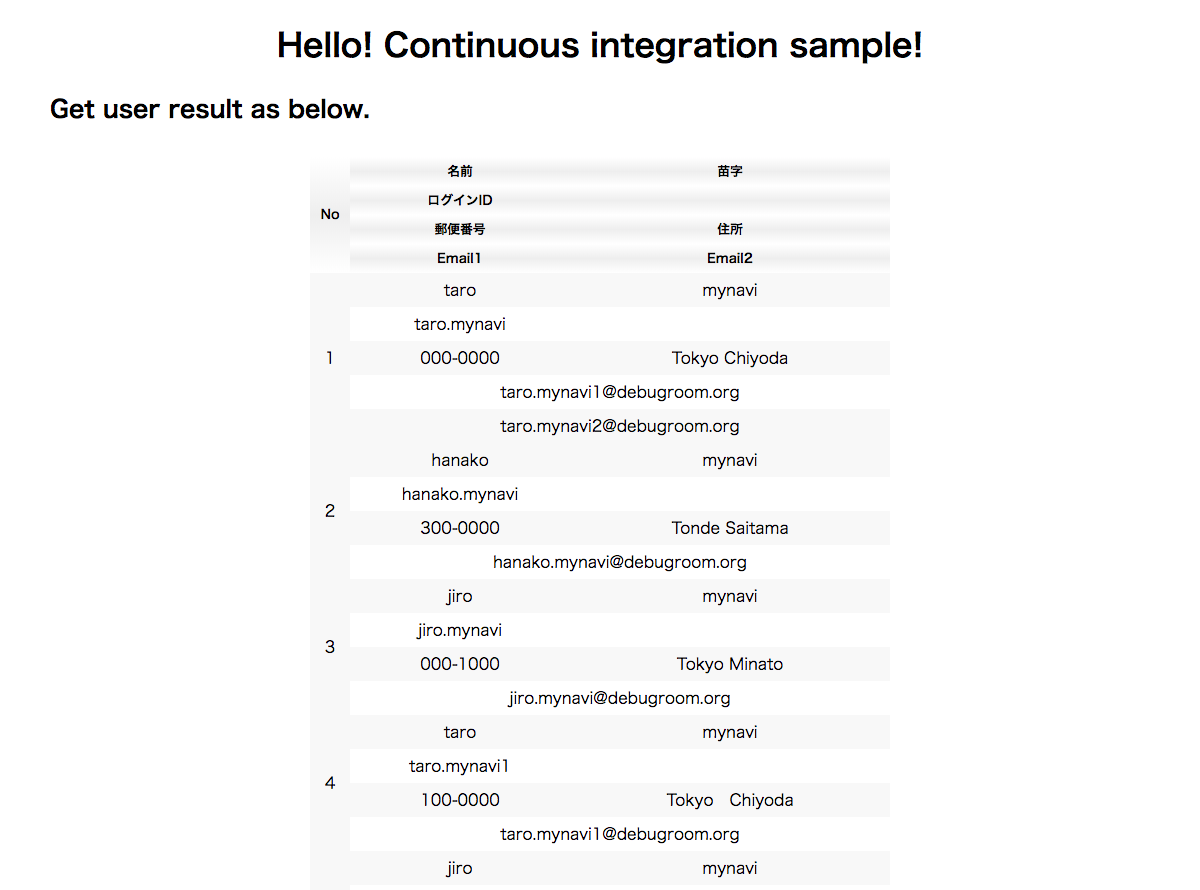 Hello! Continuous integration sample!
Get user result as below.
No
名前 苗字
ログインID
郵便番号 住所
Email1 Email2
1
taro mynavi
taro.mynavi
000-0000 Tokyo Chiyoda
taro.mynavi1@debugroom.org
taro.mynavi2@debugroom.org
2
hanako mynavi
hanako.mynavi
300-0000 Tonde Saitama
hanako.mynavi@debugroom.org
3
jiro mynavi
jiro.mynavi
000-1000 Tokyo Minato
jiro.mynavi@debugroom.org
4
taro mynavi
taro.mynavi1
100-0000 Tokyo　Chiyoda
taro.mynavi1@debugroom.org
jiro mynavi